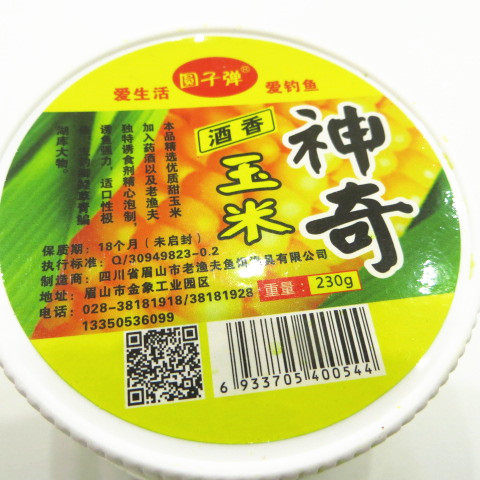 爱生活
圆子弹®
爱钓鱼
酒香
玉米
神奇
本品精选优质甜玉米
加入药酒以及老渔夫
独特诱食剂精心泡制，
诱鱼强力，适口性极
湖库大物。
保质期：18个月（未启封）
执行标准：Q/30949823-0.2
制造商：四川省眉山市老渔夫鱼饵渔具有限公司
地址：眉山市金象工业园区
电话：028-38181918/38181928
13350536099
重量：230g
6 933705 400544